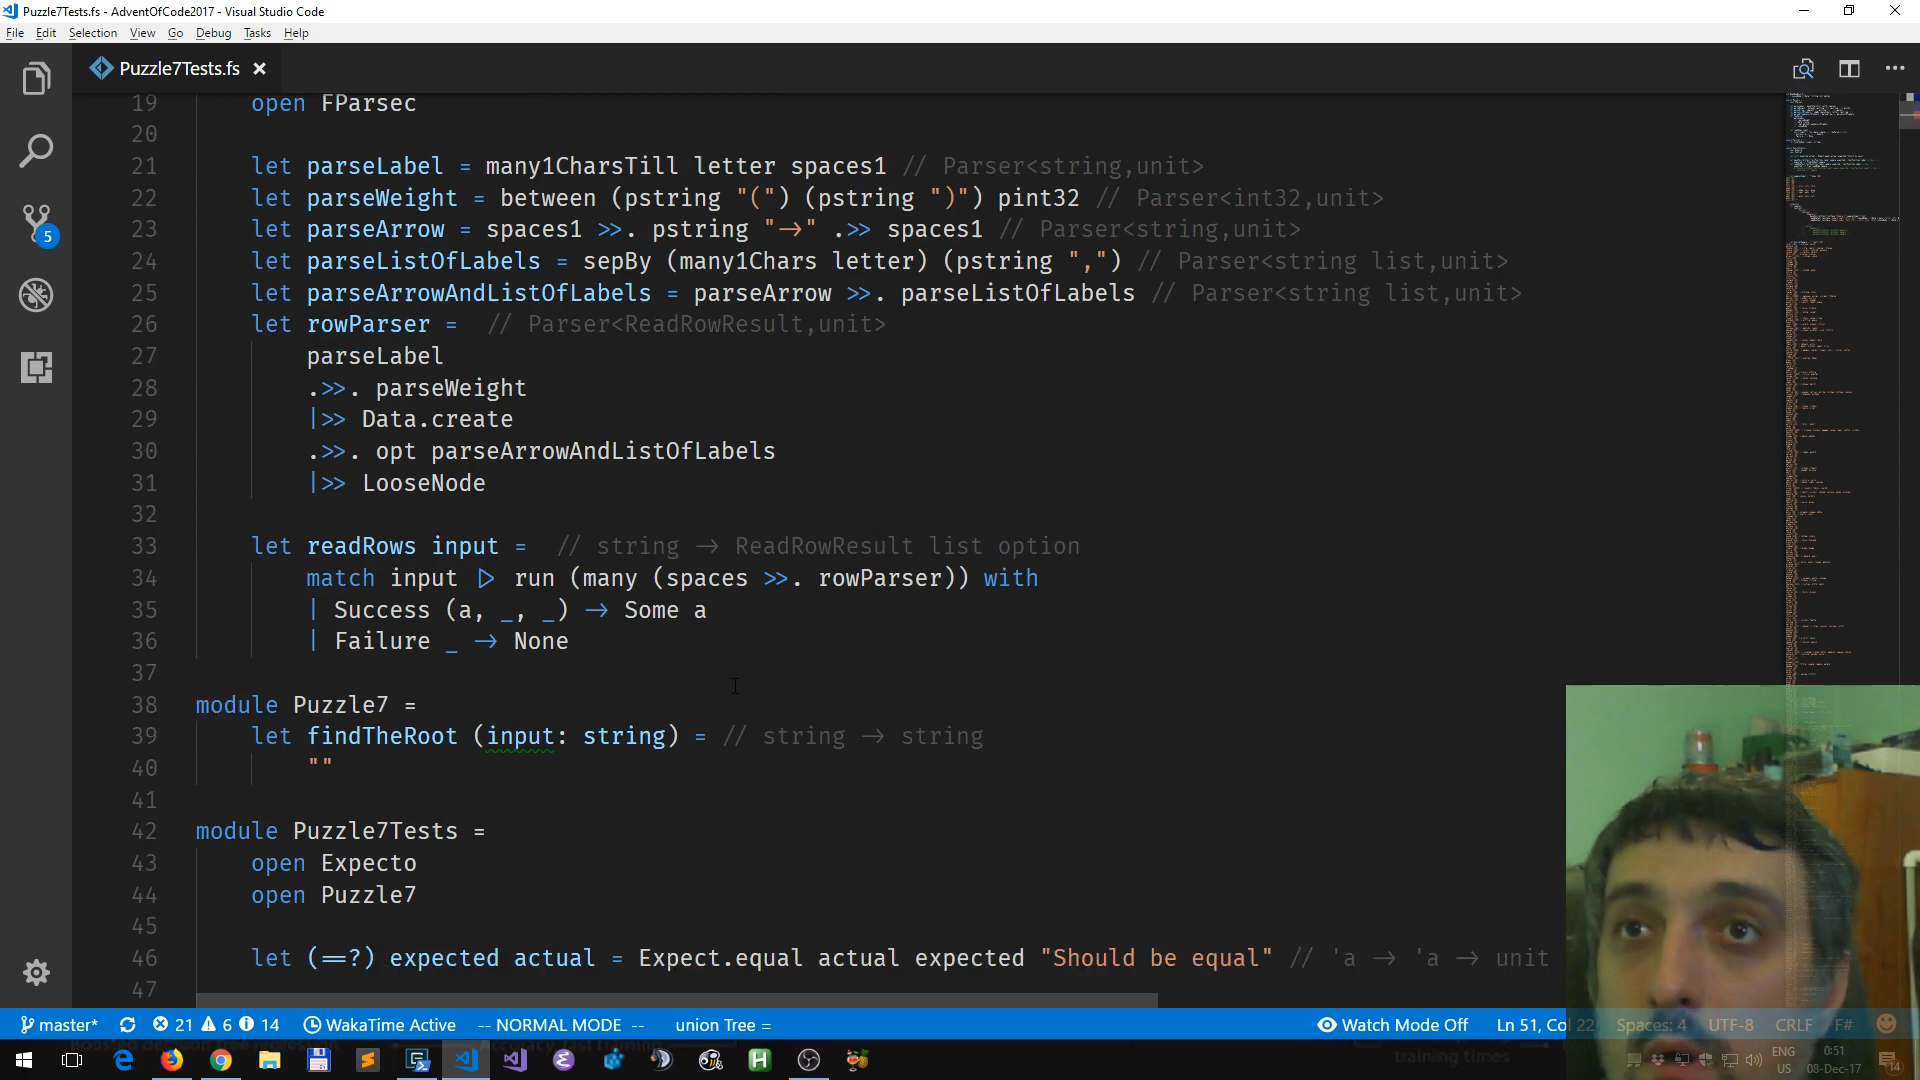 Puzzle7Tests.fs - AdventOfCode2017 - Visual Studio Code
File Edit Selection View Go Debug Tasks Help
Puzzle7Tests.fs
19 open FParsec
20
21 let parseLabel = many1CharsTill letter spaces1 // Parser<string,unit>
22 let parseWeight = between (pstring "(") (pstring ")") pint32 // Parser<int32,unit>
23 let parseArrow = spaces1 >>. pstring "->" .>> spaces1 // Parser<string,unit>
24 let parseListOfLabels = sepBy (many1Chars letter) (pstring ",") // Parser<string list,unit>
25 let parseArrowAndListOfLabels = parseArrow >>. parseListOfLabels // Parser<string list,unit>
26 let rowParser = // Parser<ReadRowResult,unit>
27 parseLabel
28 .>>. parseWeight
29 |>> Data.create
30 .>>. opt parseArrowAndListOfLabels
31 |>> LooseNode
32
33 let readRows input = // string -> ReadRowResult list option
34 match input |> run (many (spaces >>. rowParser)) with
35 | Success (a, _, _) -> Some a
36 | Failure _ -> None
37
38 module Puzzle7 =
39 let findTheRoot (input: string) = // string -> string
40 ""
41
42 module Puzzle7Tests =
43 open Expecto
44 open Puzzle7
45
46 let (==?) expected actual = Expect.equal actual expected "Should be equal" // 'a -> 'a -> unit
47
5
master* 21 6 14 WakaTime Active -- NORMAL MODE -- union Tree = Watch Mode Off Ln 51, Col 22 Spaces: 4 UTF-8 CRLF F#
training times
ENG 0:51
US 08-Dec-17
14